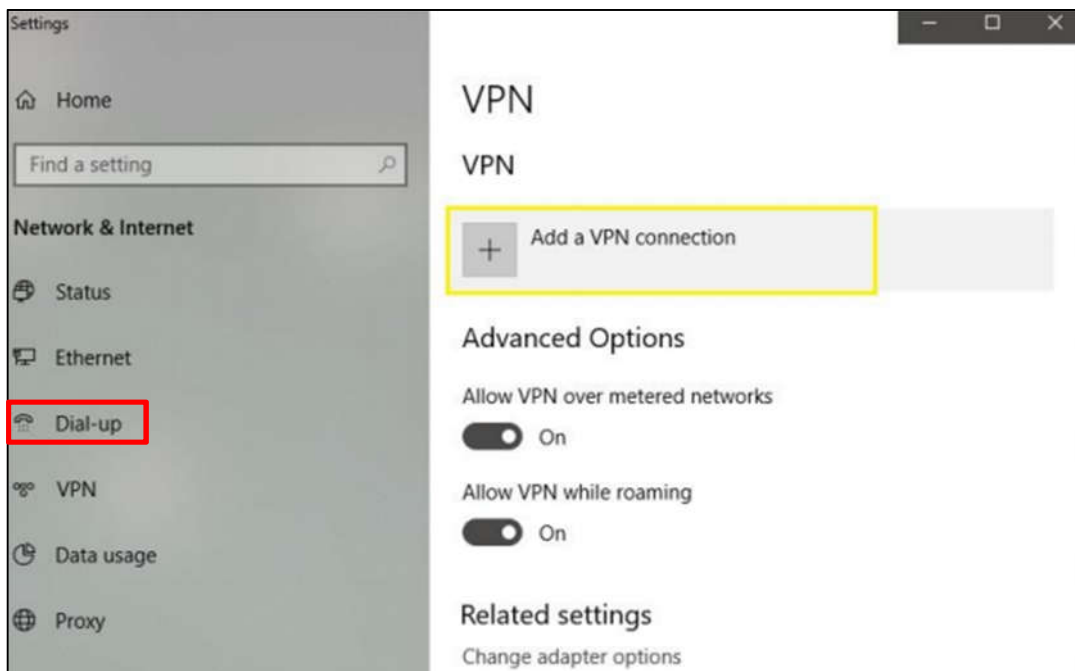 Settings
Home
Find a setting
Network & Internet
Status
Ethernet
Dial-up
VPN
Data usage
Proxy
VPN
VPN
Add a VPN connection
Advanced Options
Allow VPN over metered networks
On
Allow VPN while roaming
On
Related settings
Change adapter options